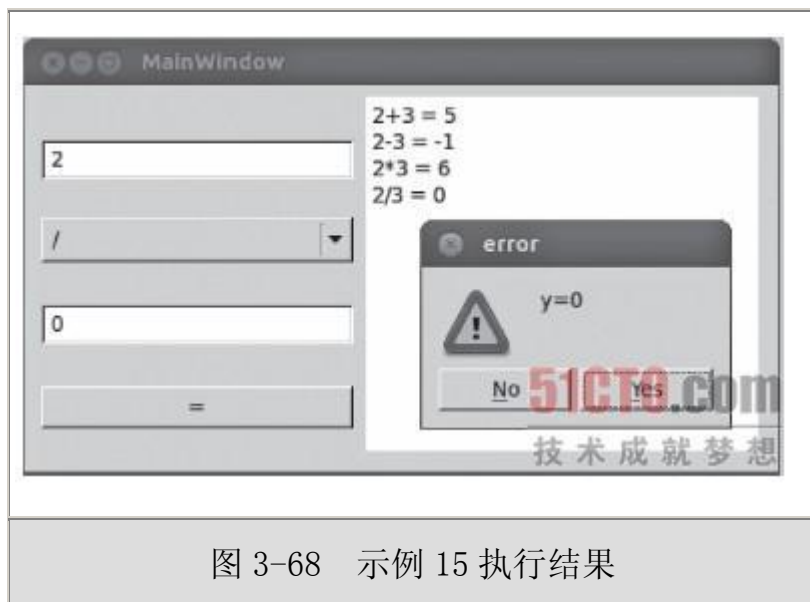 MainWindow
2
/
0
=
2+3 = 5
2-3 = -1
2*3 = 6
2/3 = 0
error
y=0
No
Yes
51CTO.com
技术成就梦想
图 3-68 示例 15 执行结果